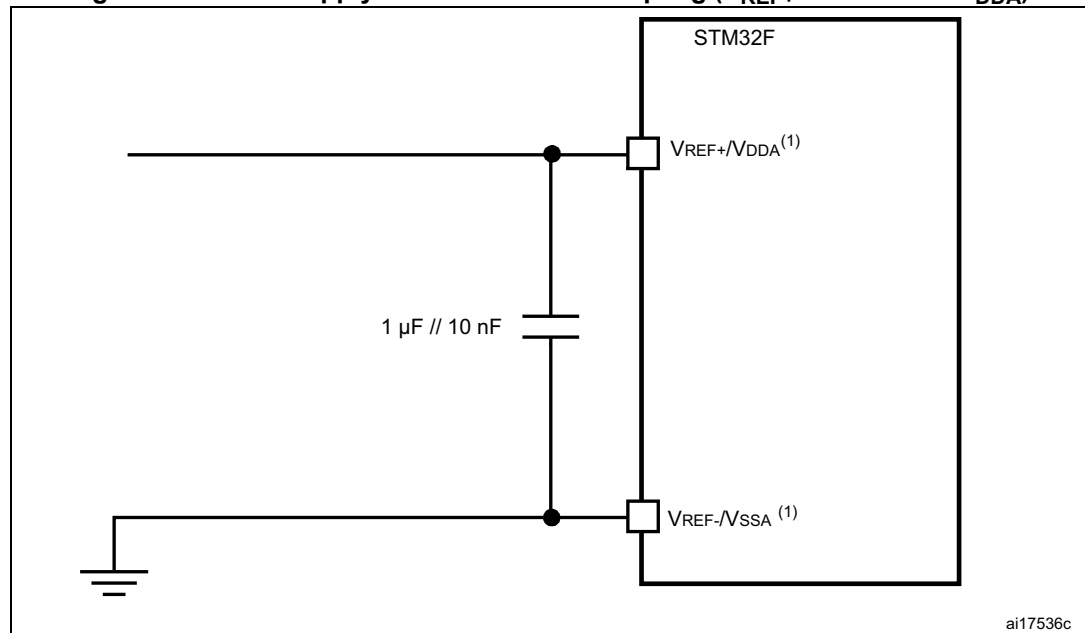 STM32F
VREF+/VDDA(1)
1 µF // 10 nF
VREF-/VSSA (1)
ai17536c